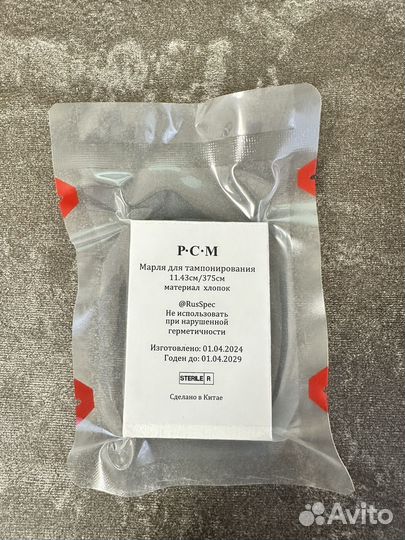 Р·С·М
Марля для тампонирования
11.43см/375см
материал хлопок
@RusSpec
Не использовать
при нарушенной
герметичности
Изготовлено: 01.04.2024
Годен до: 01.04.2029
STERILE R
Сделано в Китае
Avito